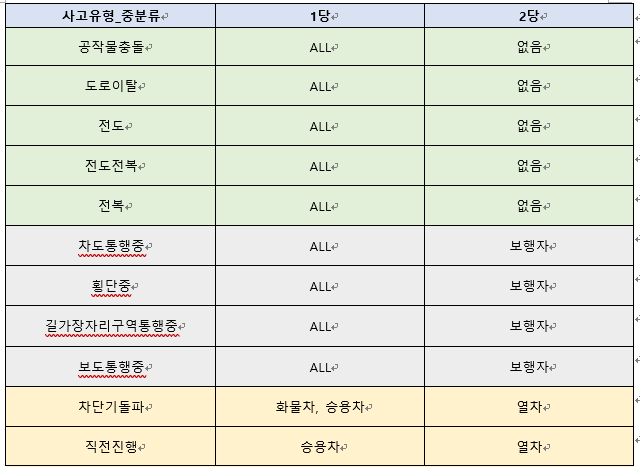 사고유형_중분류 1당 2당
공작물충돌 ALL 없음
도로이탈 ALL 없음
전도 ALL 없음
전도전복 ALL 없음
전복 ALL 없음
차도통행중 ALL 보행자
횡단중 ALL 보행자
길가장자리구역통행중 ALL 보행자
보도통행중 ALL 보행자
차단기돌파 화물차, 승용차 열차
직전진행 승용차 열차